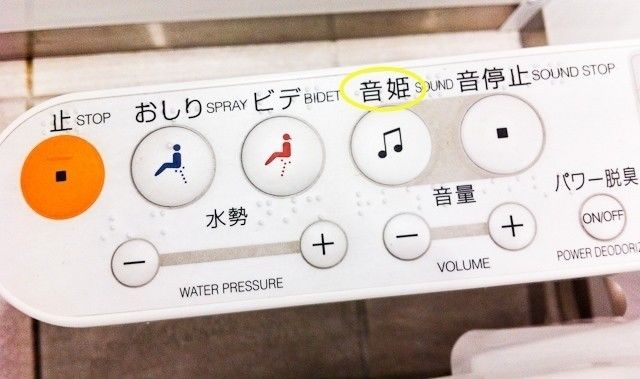 止 STOP
おしり SPRAY
ビデ BIDET
音姫 SOUND
音停止 SOUND STOP
水勢
− +
WATER PRESSURE
音量
− +
VOLUME
パワー脱臭
ON/OFF
POWER DEODORIZ